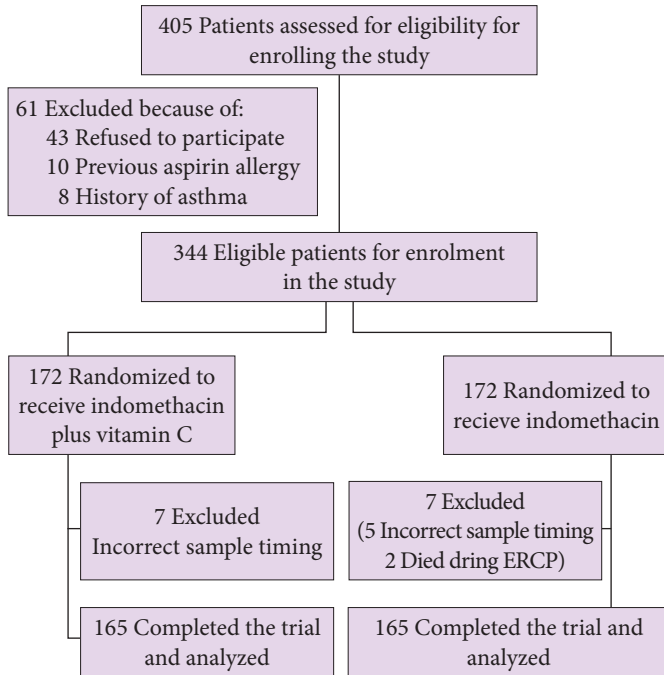 405 Patients assessed for eligibility for
enrolling the study
61 Excluded because of:
43 Refused to participate
10 Previous aspirin allergy
8 History of asthma
344 Eligible patients for enrolment
in the study
172 Randomized to
receive indomethacin
plus vitamin C
172 Randomized to
recieve indomethacin
7 Excluded
Incorrect sample timing
7 Excluded
(5 Incorrect sample timing
2 Died dring ERCP)
165 Completed the trial
and analyzed
165 Completed the trial and
analyzed